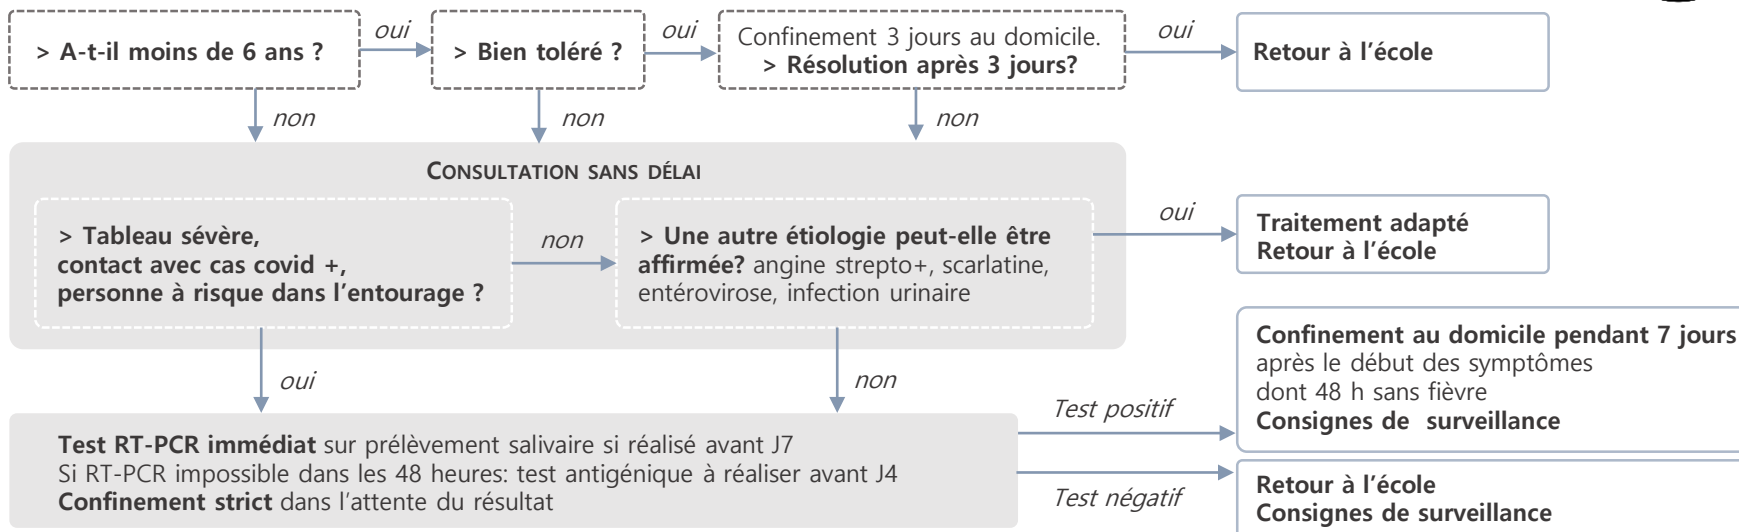 > A-t-il moins de 6 ans ?
oui
> Bien toléré ?
oui
Confinement 3 jours au domicile.
> Résolution après 3 jours?
oui
Retour à l’école
non
non
non
CONSULTATION SANS DÉLAI
> Tableau sévère,
contact avec cas covid +,
personne à risque dans l’entourage ?
non
> Une autre étiologie peut-elle être
affirmée? angine strepto+, scarlatine,
entérovirose, infection urinaire
oui
Traitement adapté
Retour à l’école
oui
non
Test RT-PCR immédiat sur prélèvement salivaire si réalisé avant J7
Si RT-PCR impossible dans les 48 heures: test antigénique à réaliser avant J4
Confinement strict dans l’attente du résultat
Test positif
Confinement au domicile pendant 7 jours
après le début des symptômes
dont 48 h sans fièvre
Consignes de surveillance
Test négatif
Retour à l’école
Consignes de surveillance